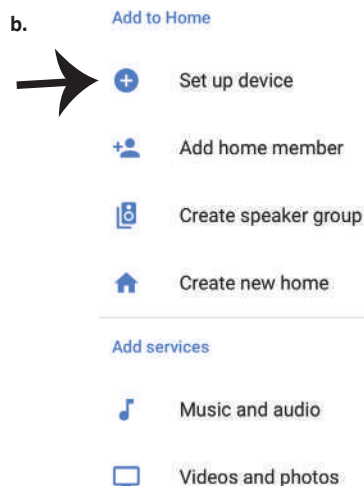 b.
Add to Home
Set up device
Add home member
Create speaker group
Create new home
Add services
Music and audio
Videos and photos